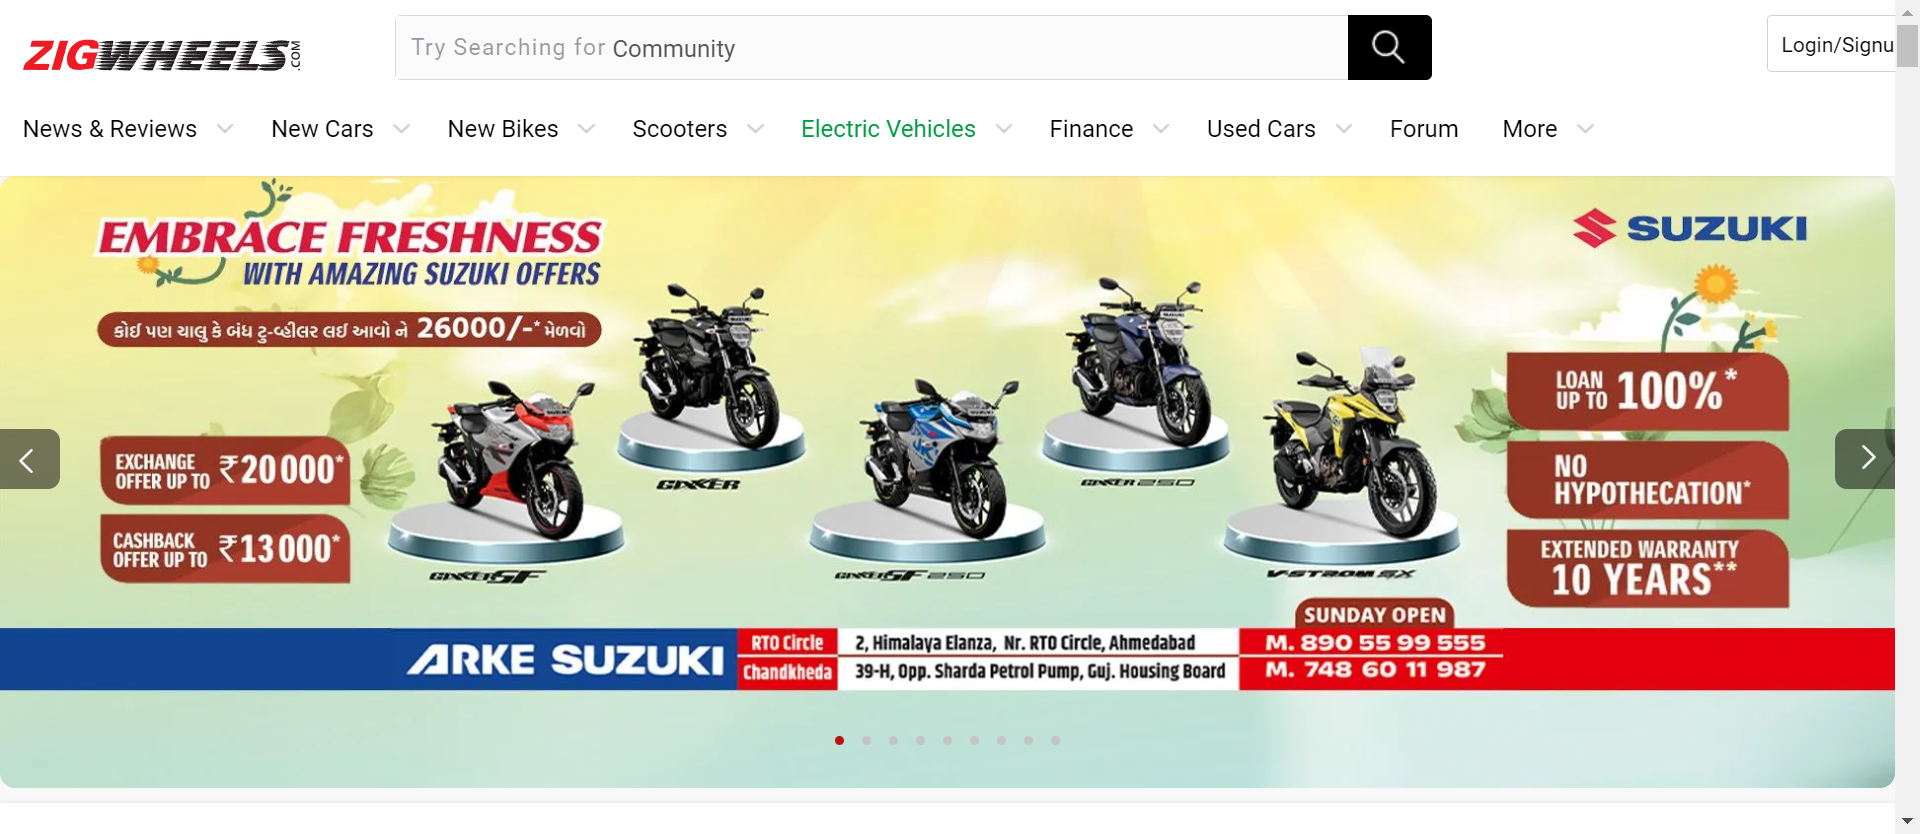 ZIGWHEELS.COM
Try Searching for Community
Login/Signu
News & Reviews
New Cars
New Bikes
Scooters
Electric Vehicles
Finance
Used Cars
Forum
More
EMBRACE FRESHNESS
WITH AMAZING SUZUKI OFFERS
SUZUKI
કોઈ પણ ચાલુ કે બંધ ટુ-વ્હીલર લઈ આવો ને 26000/-* મેળવો
EXCHANGE
OFFER UP TO ₹20000*
CASHBACK
OFFER UP TO ₹13000*
GIXXER
GIXXER 250
GIXXER SF
GIXXER SF 250
V-STROM SX
LOAN
UP TO 100%*
NO
HYPOTHECATION*
EXTENDED WARRANTY
10 YEARS**
SUNDAY OPEN
ARKE SUZUKI
RTO Circle 2, Himalaya Elanza, Nr. RTO Circle, Ahmedabad M. 890 55 99 555
Chandkheda 39-H, Opp. Sharda Petrol Pump, Guj. Housing Board M. 748 60 11 987